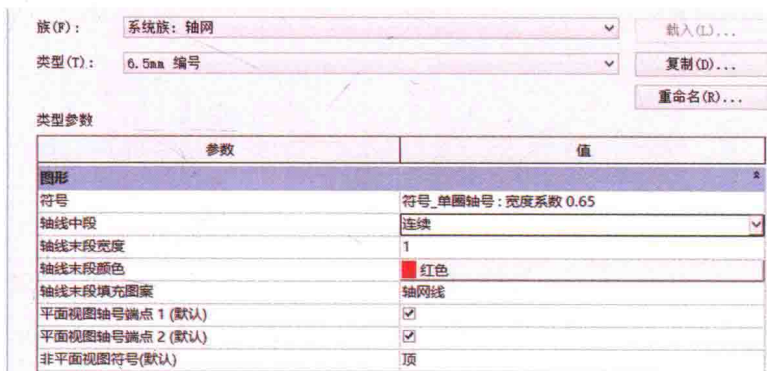 族(F): 系统族: 轴网 载入(L)...
类型(T): 6.5mm 编号 复制(D)...
重命名(R)...
类型参数
参数 值
图形
符号 符号_单圈轴号 : 宽度系数 0.65
轴线中段 连续
轴线末段宽度 1
轴线末段颜色 红色
轴线末段填充图案 轴网线
平面视图轴号端点 1 (默认)
平面视图轴号端点 2 (默认)
非平面视图符号(默认) 顶